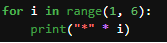 for i in range(1, 6):
    print("*" * i)